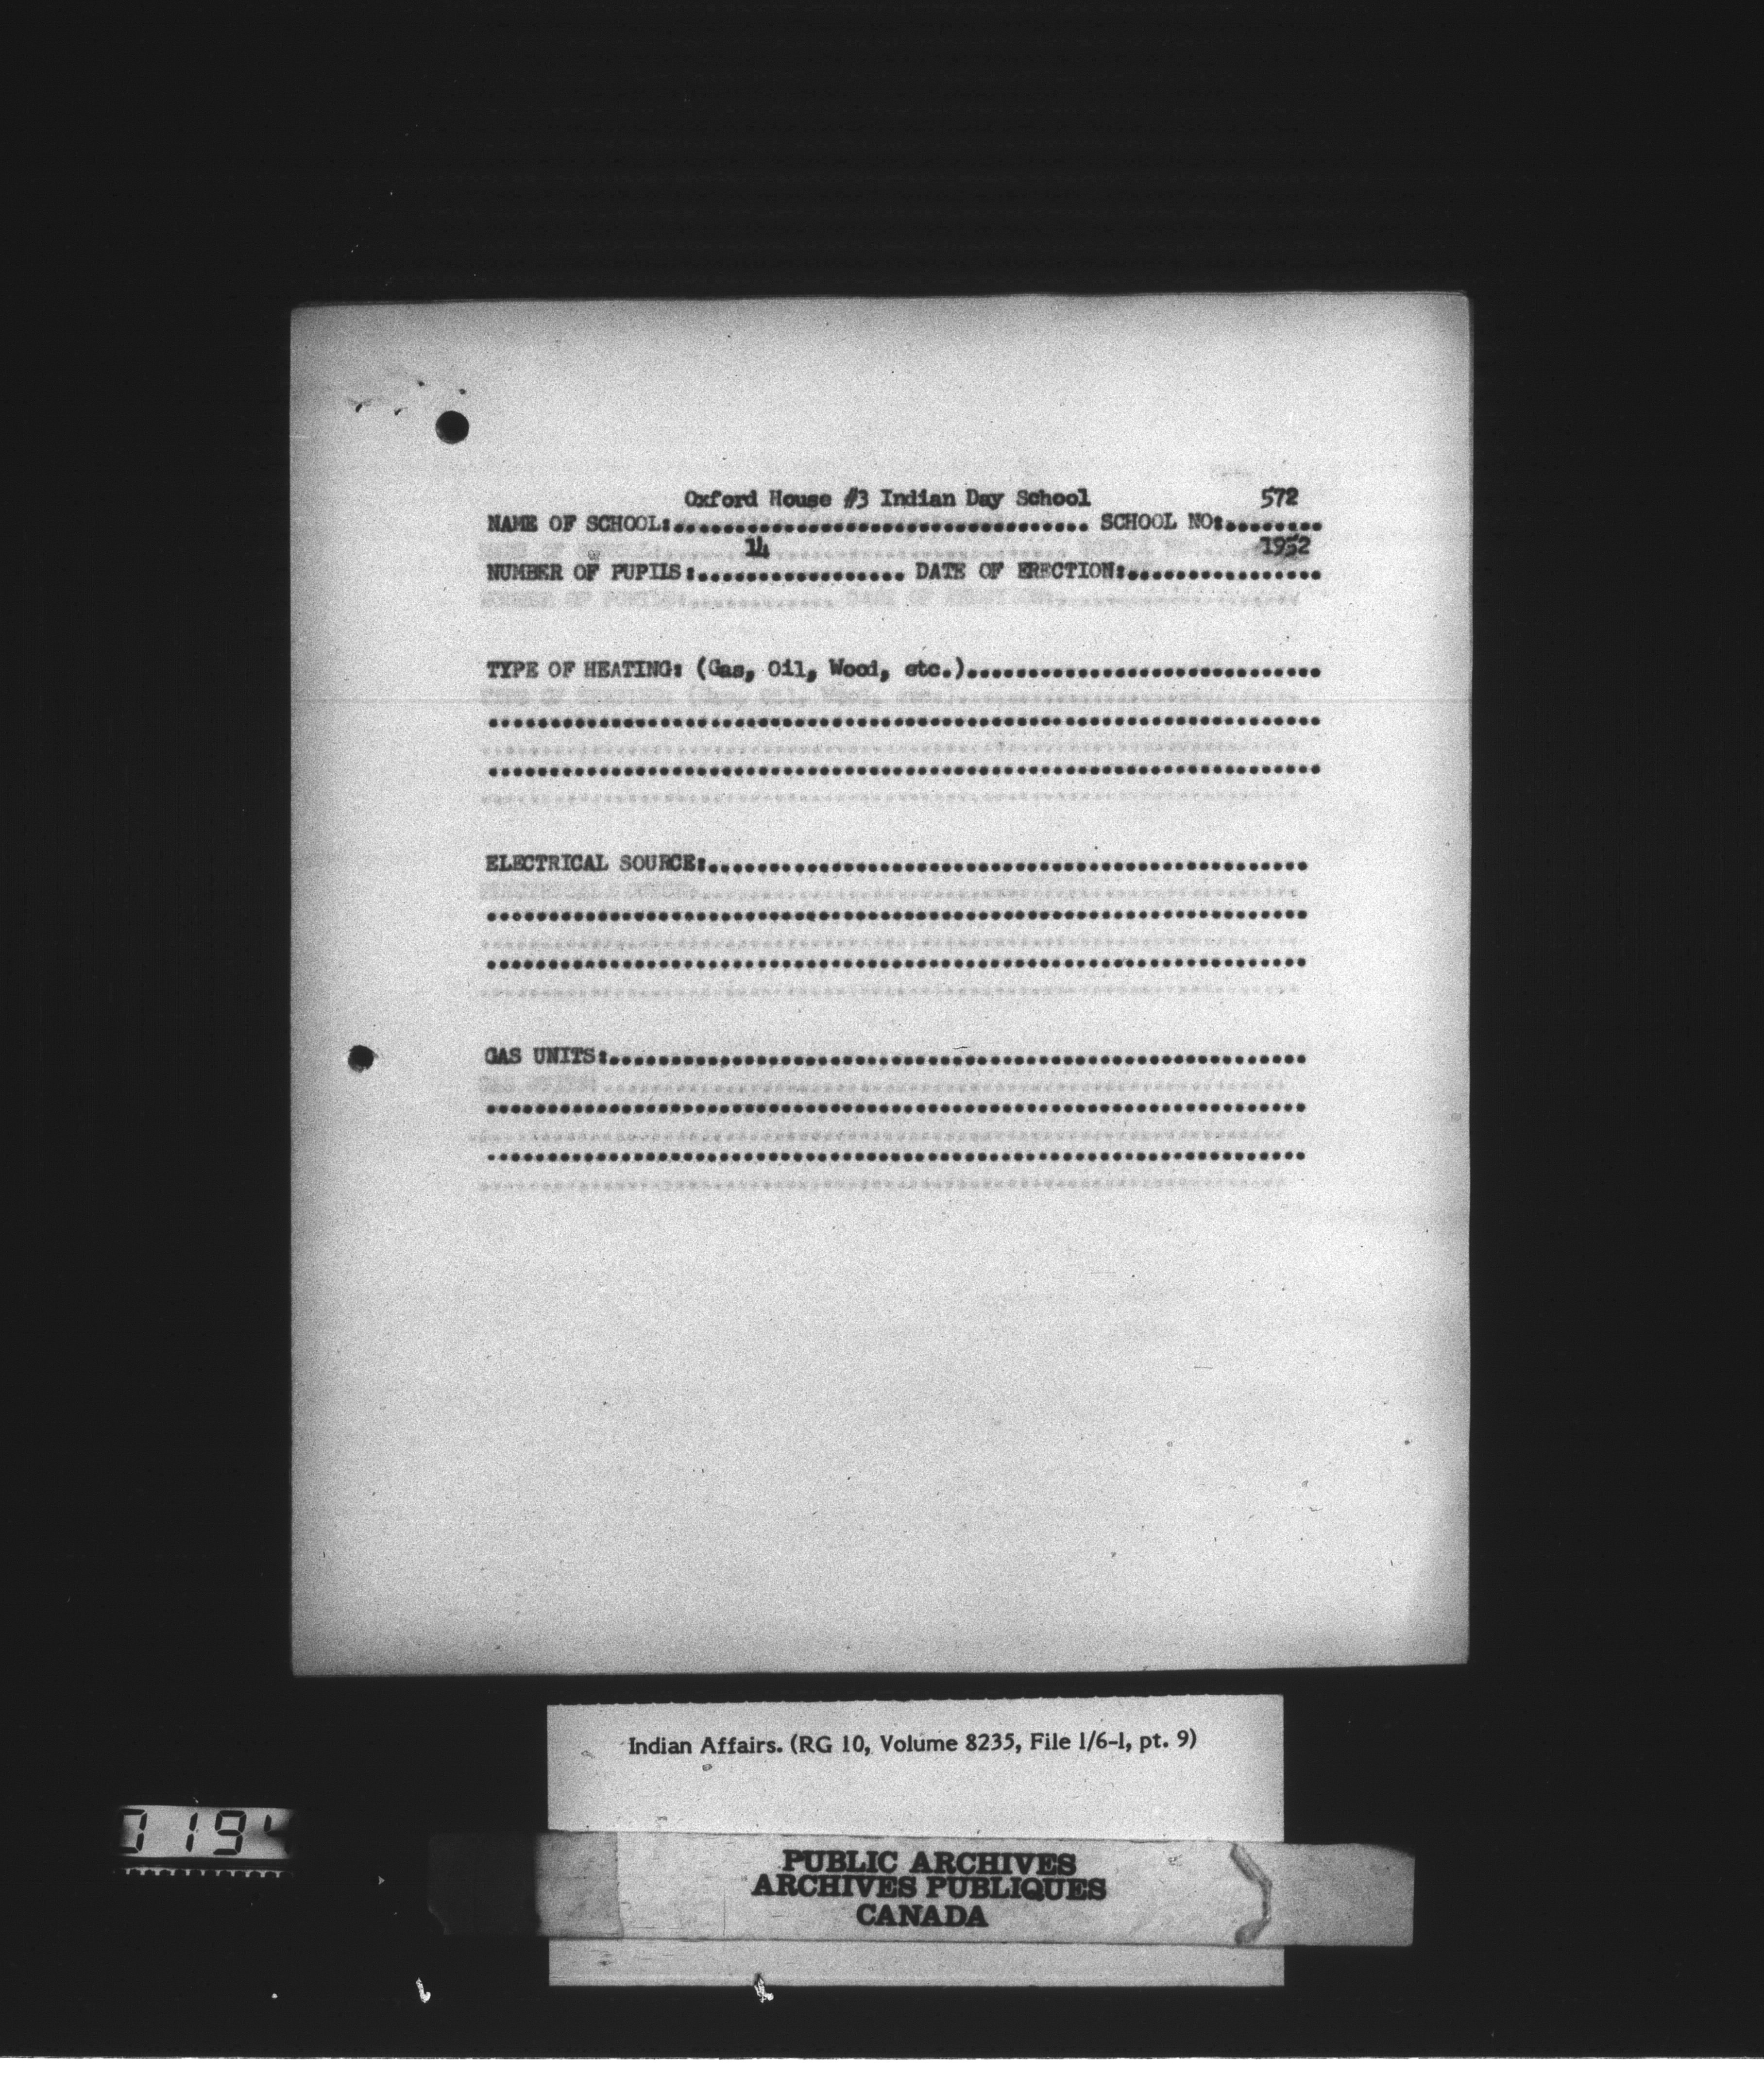 Oxford House #3 Indian Day School 572
NAME OF SCHOOL:.................................. SCHOOL NO:........
14 1952
NUMBER OF PUPILS:................. DATE OF ERECTION:................
TYPE OF HEATING: (Gas, Oil, Wood, etc.).............................
....................................................................
....................................................................
ELECTRICAL SOURCE:.................................................
...................................................................
...................................................................
GAS UNITS:.........................................................
...................................................................
...................................................................
Indian Affairs. (RG 10, Volume 8235, File 1/6-1, pt. 9)
PUBLIC ARCHIVES
ARCHIVES PUBLIQUES
CANADA